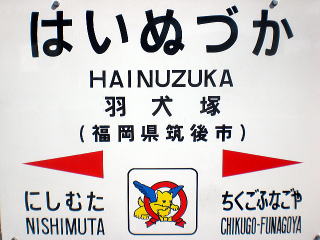 はいぬづか
HAINUZUKA
羽犬塚
(福岡県筑後市)
にしむた ちくごふなごや
NISHIMUTA CHIKUGO-FUNAGOYA